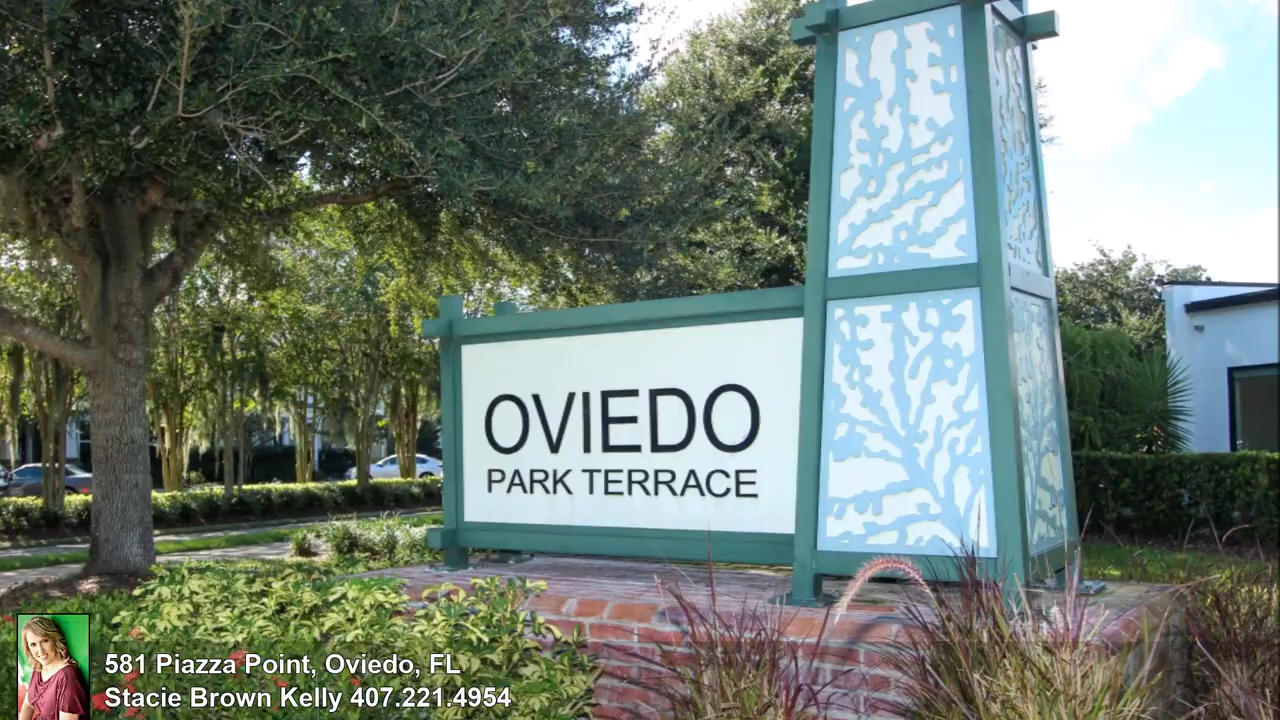 OVIEDO
PARK TERRACE
581 Piazza Point, Oviedo, FL
Stacie Brown Kelly 407.221.4954